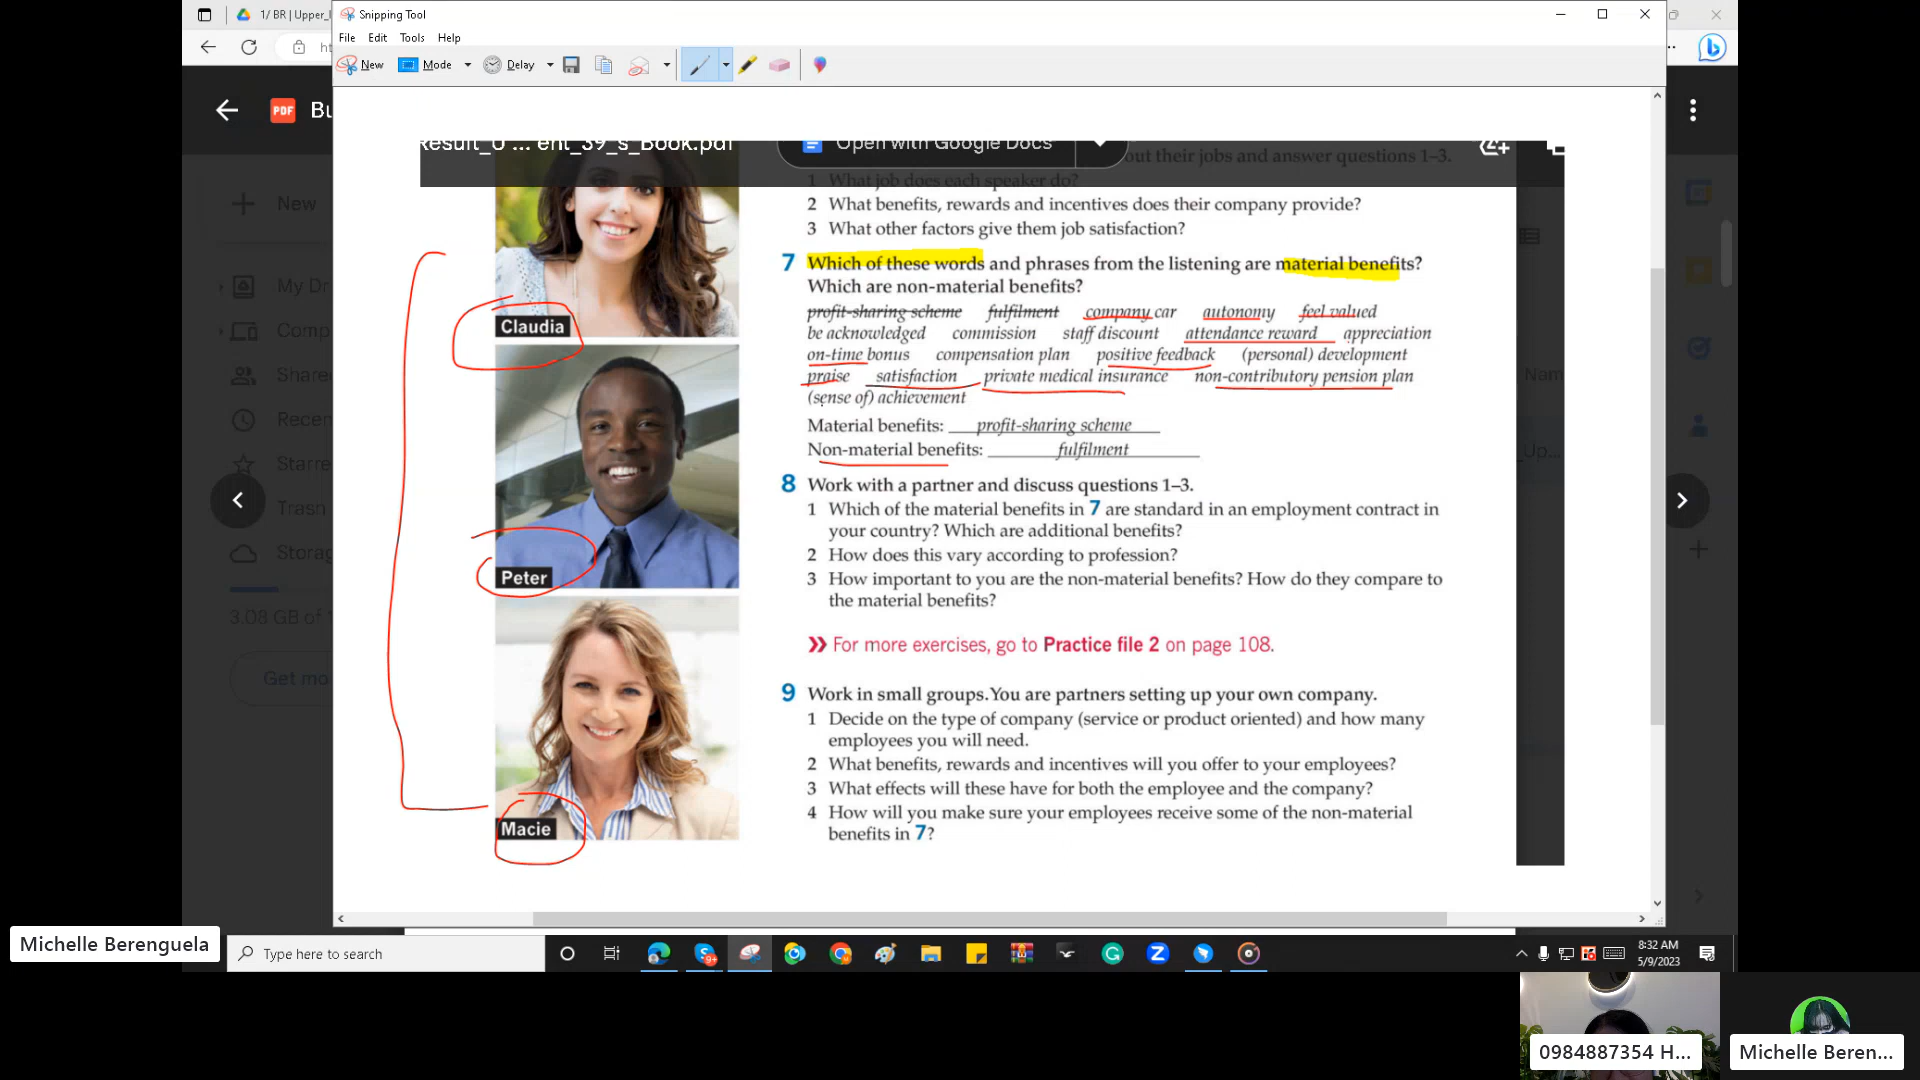 1/ BR | Upper_I
Snipping Tool
File Edit Tools Help
New Mode Delay
PDF Bu
Result_U ... ent_39_s_Book.pdf Open with Google Docs
out their jobs and answer questions 1–3.
1 What job does each speaker do?
2 What benefits, rewards and incentives does their company provide?
3 What other factors give them job satisfaction?
7 Which of these words and phrases from the listening are material benefits?
Which are non-material benefits?
profit-sharing scheme fulfilment company car autonomy feel valued
be acknowledged commission staff discount attendance reward appreciation
on-time bonus compensation plan positive feedback (personal) development
praise satisfaction private medical insurance non-contributory pension plan
(sense of) achievement
Material benefits: profit-sharing scheme
Non-material benefits: fulfilment
8 Work with a partner and discuss questions 1–3.
1 Which of the material benefits in 7 are standard in an employment contract in
your country? Which are additional benefits?
2 How does this vary according to profession?
3 How important to you are the non-material benefits? How do they compare to
the material benefits?
For more exercises, go to Practice file 2 on page 108.
9 Work in small groups. You are partners setting up your own company.
1 Decide on the type of company (service or product oriented) and how many
employees you will need.
2 What benefits, rewards and incentives will you offer to your employees?
3 What effects will these have for both the employee and the company?
4 How will you make sure your employees receive some of the non-material
benefits in 7?
Claudia
Peter
Macie
New
My Dr
Comp
Share
Recen
Starre
Trash
Storag
3.08 GB of 1
Get mo
Nam
Michelle Berenguela
Type here to search
8:32 AM
5/9/2023
0984887354 H...
Michelle Beren...